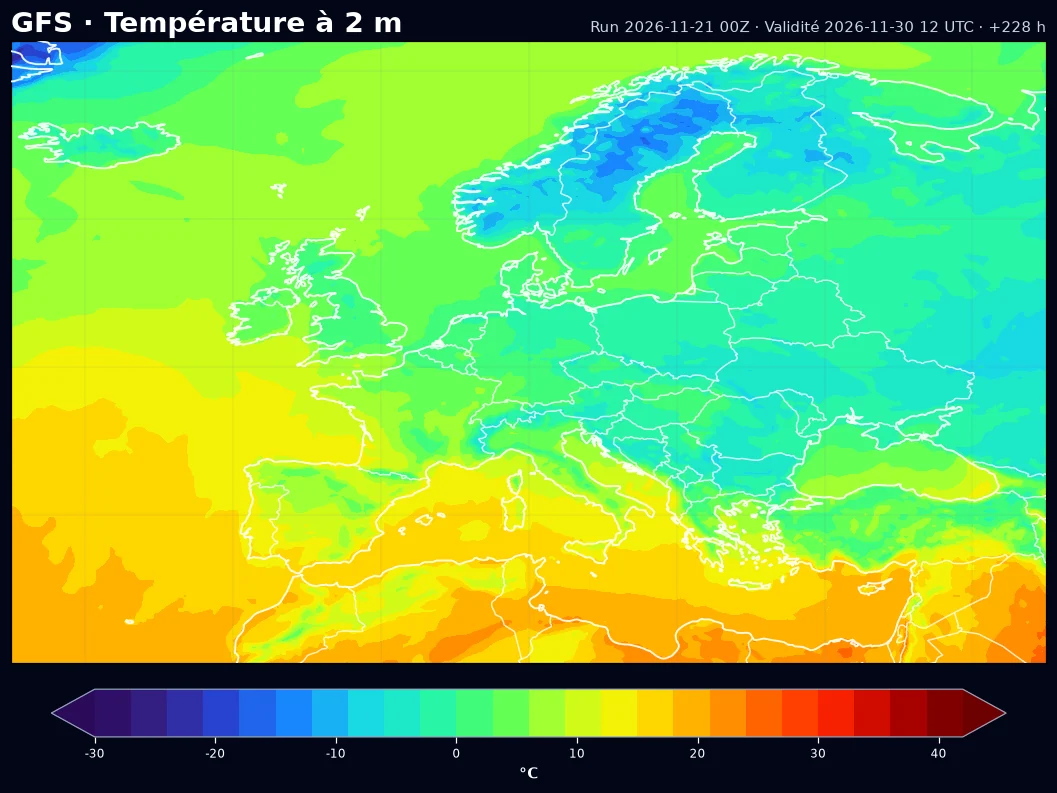 GFS · Température à 2 m
Run 2026-11-21 00Z · Validité 2026-11-30 12 UTC · +228 h
-30 -20 -10 0 10 20 30 40
°C